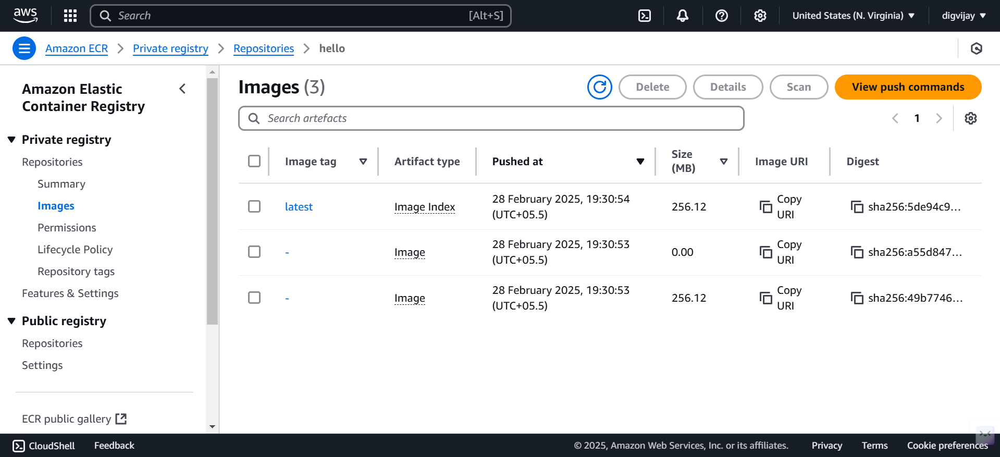 aws
Search [Alt+S]
United States (N. Virginia)
digvijay
Amazon ECR
Private registry
Repositories
hello
Amazon Elastic
Container Registry
Private registry
Repositories
Summary
Images
Permissions
Lifecycle Policy
Repository tags
Features & Settings
Public registry
Repositories
Settings
ECR public gallery
Images (3)
Delete
Details
Scan
View push commands
Search artefacts
1
Image tag
Artifact type
Pushed at
Size
(MB)
Image URI
Digest
latest
Image Index
28 February 2025, 19:30:54
(UTC+05.5)
256.12
Copy
URI
sha256:5de94c9...
-
Image
28 February 2025, 19:30:53
(UTC+05.5)
0.00
Copy
URI
sha256:a55d847...
-
Image
28 February 2025, 19:30:53
(UTC+05.5)
256.12
Copy
URI
sha256:49b7746...
CloudShell
Feedback
© 2025, Amazon Web Services, Inc. or its affiliates.
Privacy
Terms
Cookie preferences